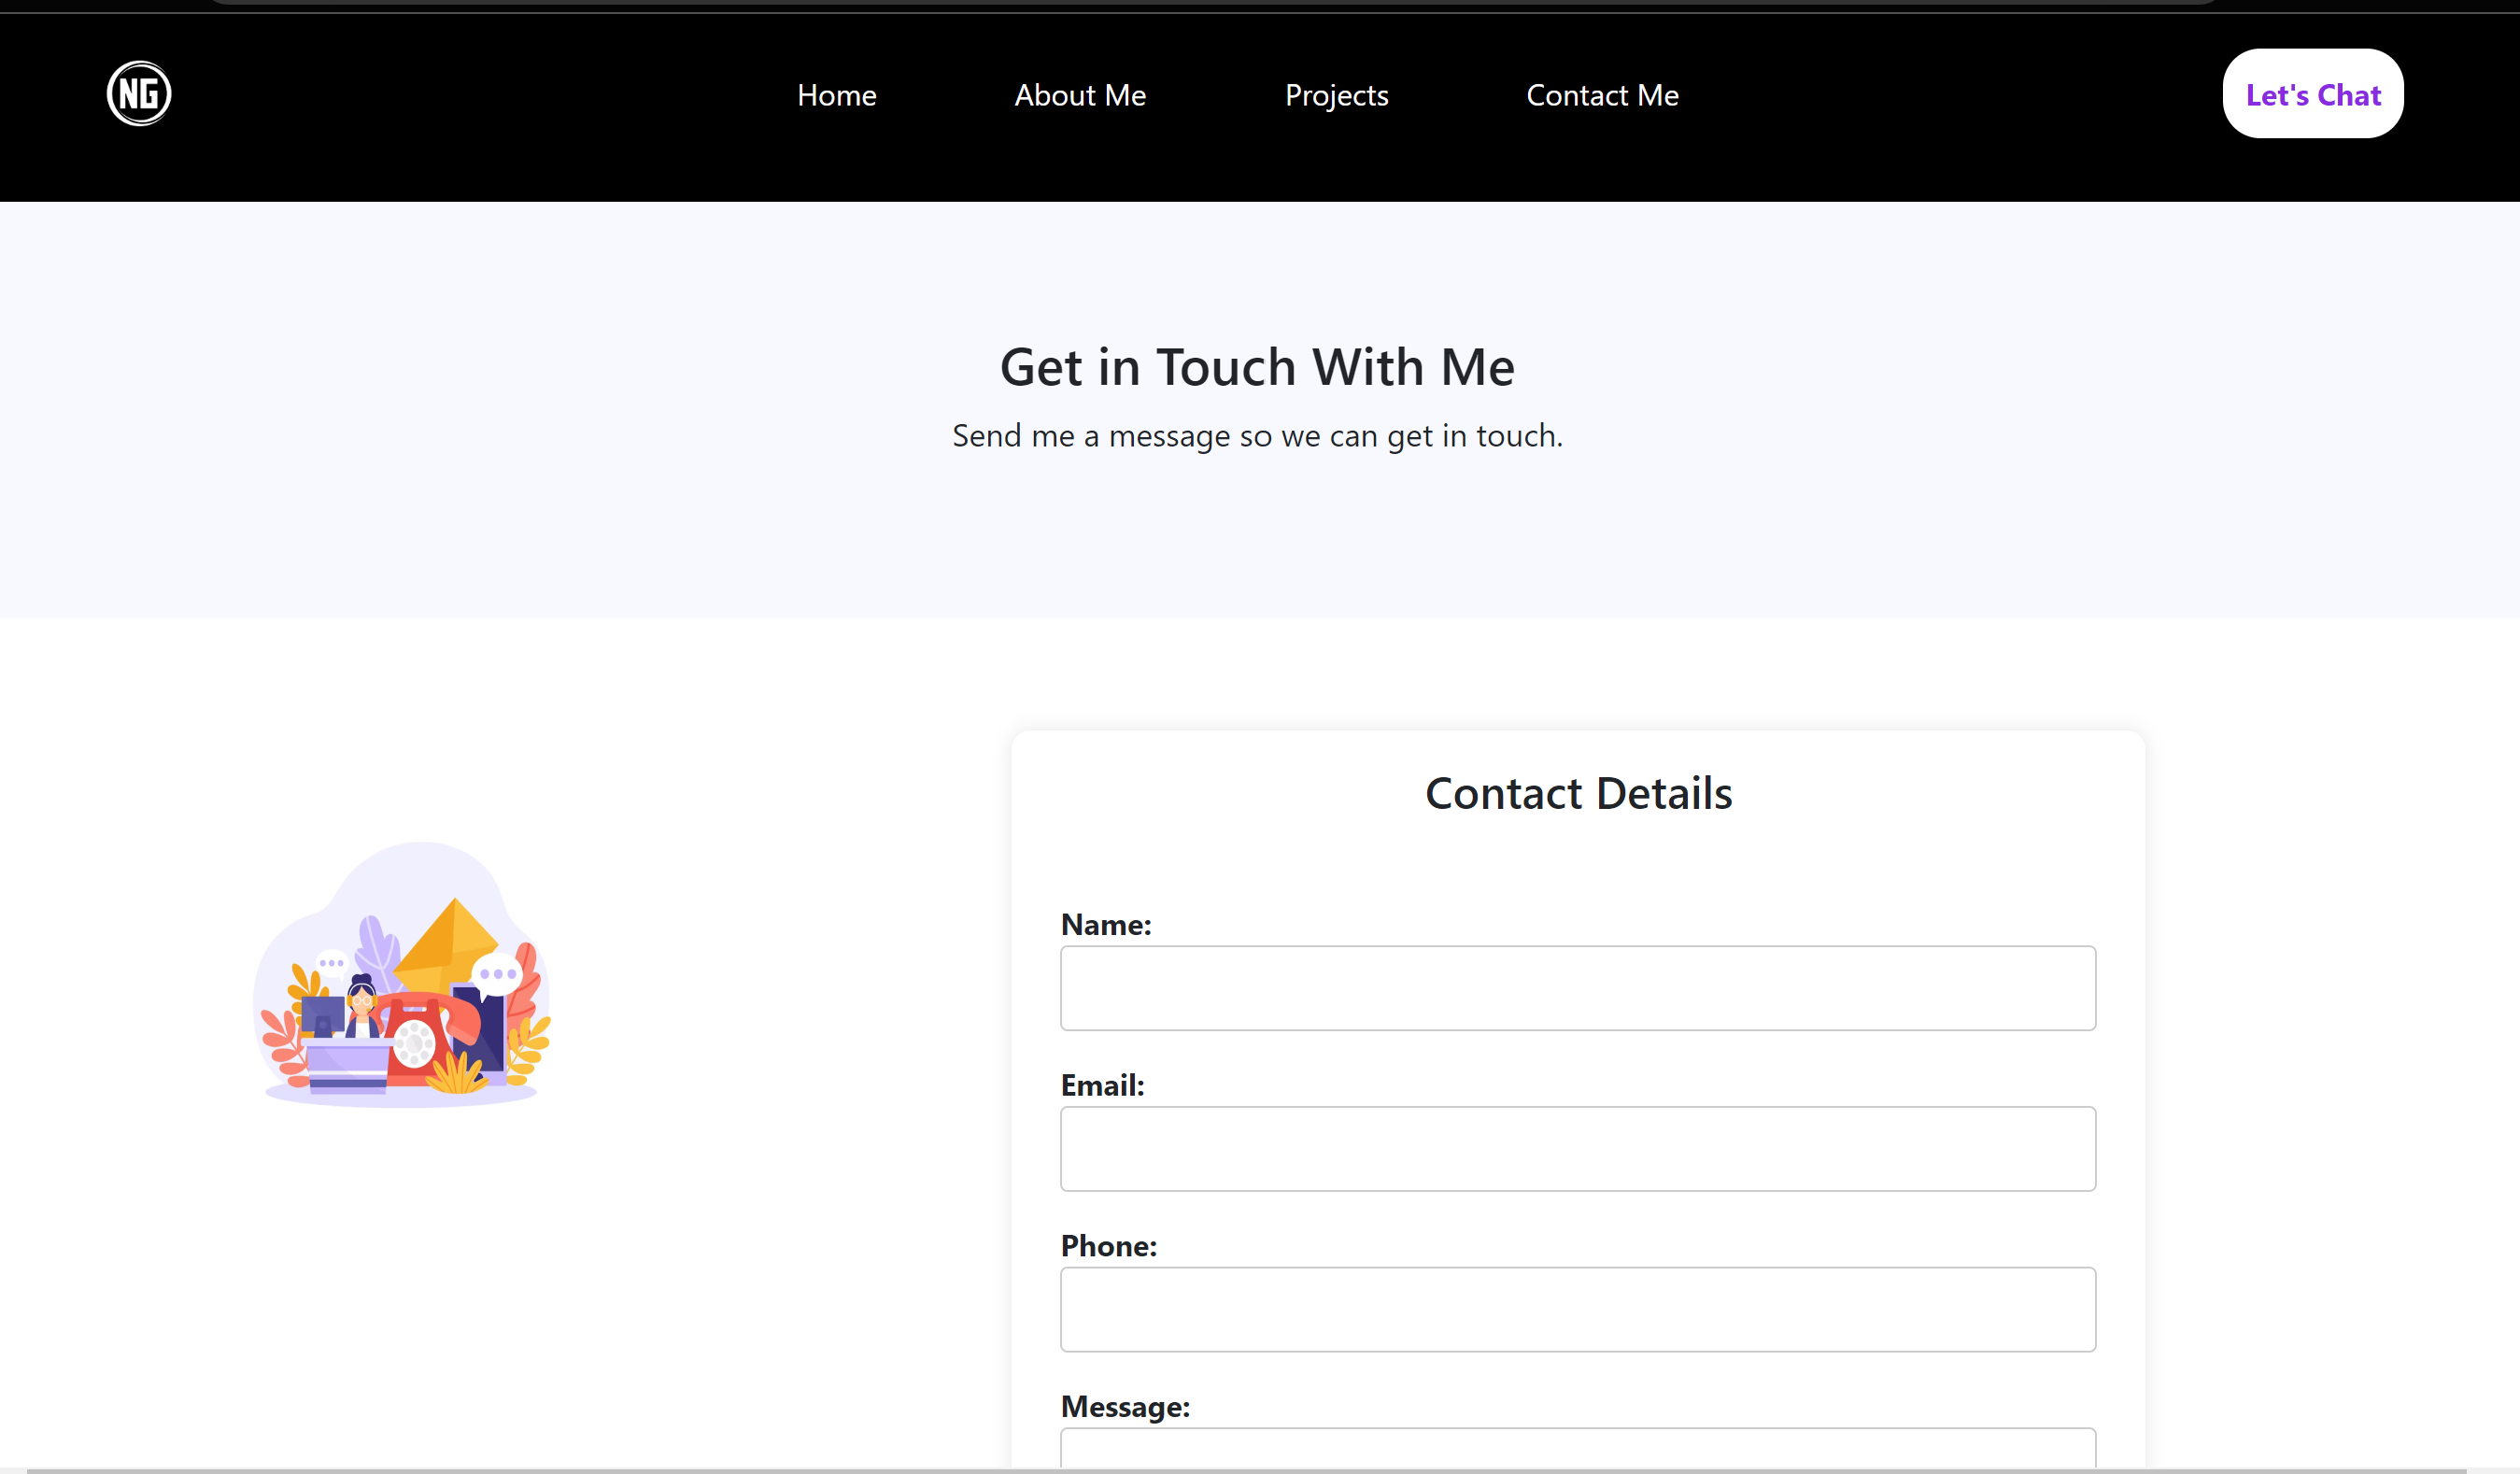 NG
Home
About Me
Projects
Contact Me
Let's Chat
Get in Touch With Me
Send me a message so we can get in touch.
Contact Details
Name:
Email:
Phone:
Message: